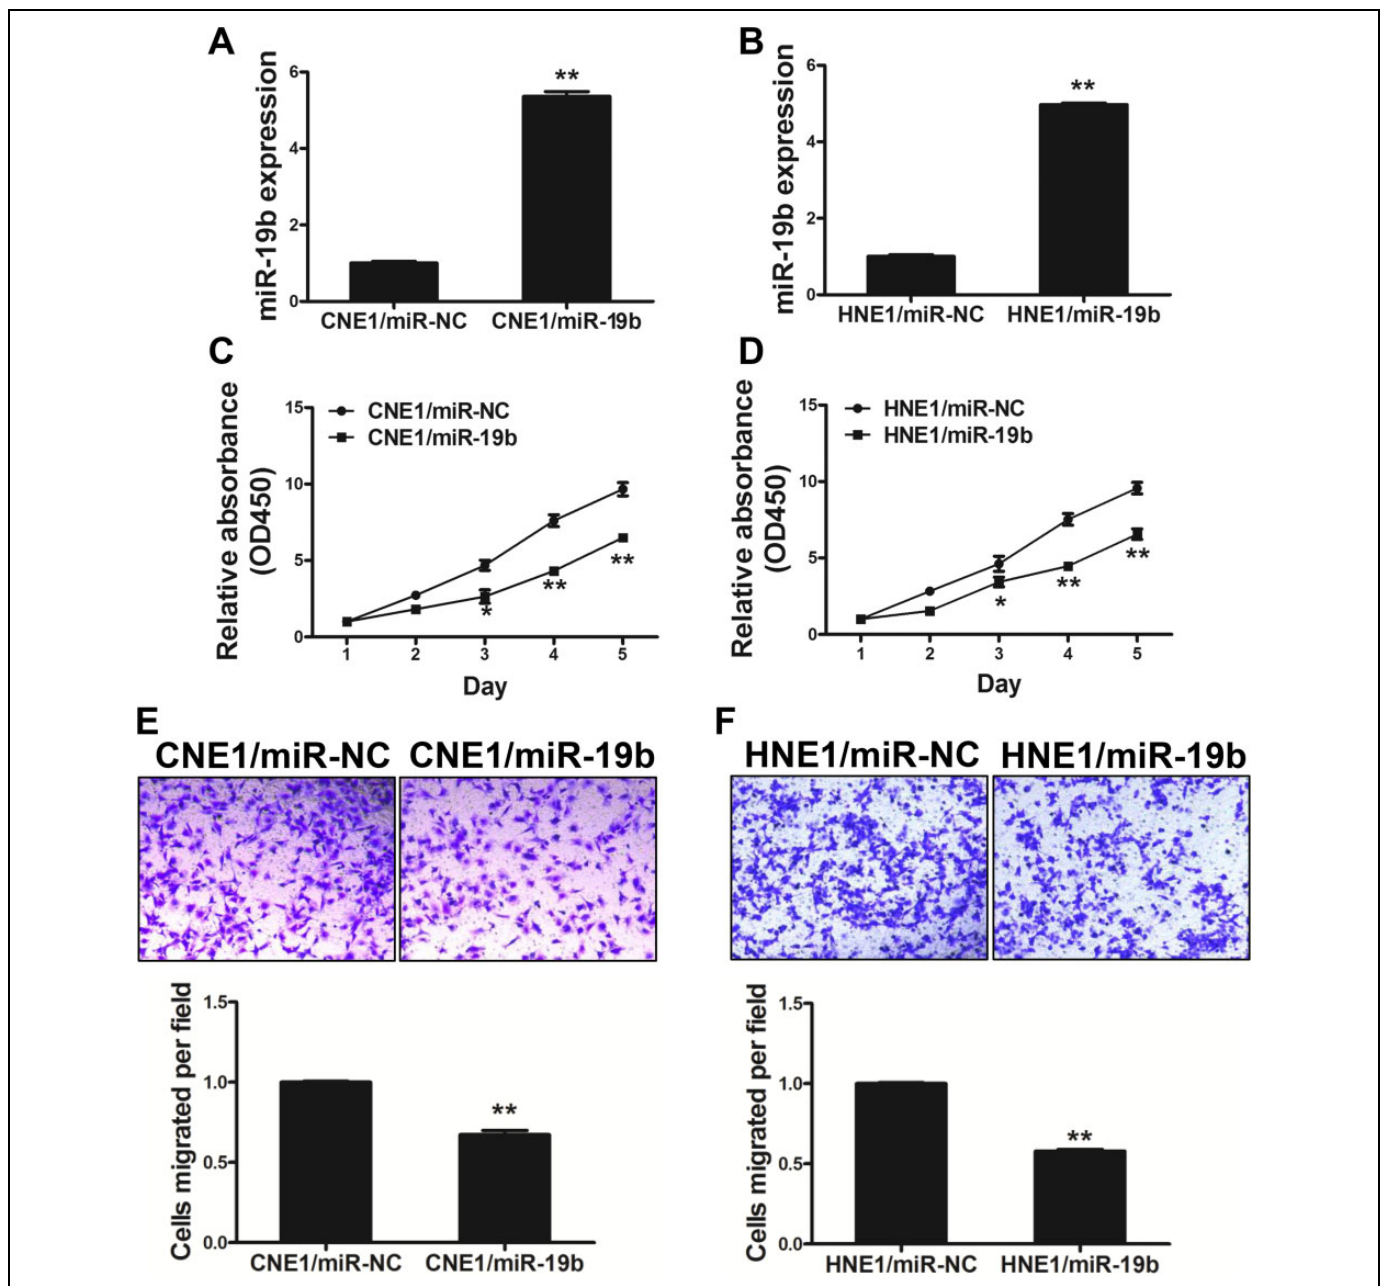 A
miR-19b expression
6
4
2
0
**
CNE1/miR-NC
CNE1/miR-19b
B
miR-19b expression
6
4
2
0
**
HNE1/miR-NC
HNE1/miR-19b
C
Relative absorbance
(OD450)
15
10
5
0
CNE1/miR-NC
CNE1/miR-19b
*
**
**
1 2 3 4 5
Day
D
Relative absorbance
(OD450)
15
10
5
0
HNE1/miR-NC
HNE1/miR-19b
*
**
**
1 2 3 4 5
Day
E
CNE1/miR-NC CNE1/miR-19b
Cells migrated per field
1.5
1.0
0.5
0.0
**
CNE1/miR-NC
CNE1/miR-19b
F
HNE1/miR-NC HNE1/miR-19b
Cells migrated per field
1.5
1.0
0.5
0.0
**
HNE1/miR-NC
HNE1/miR-19b